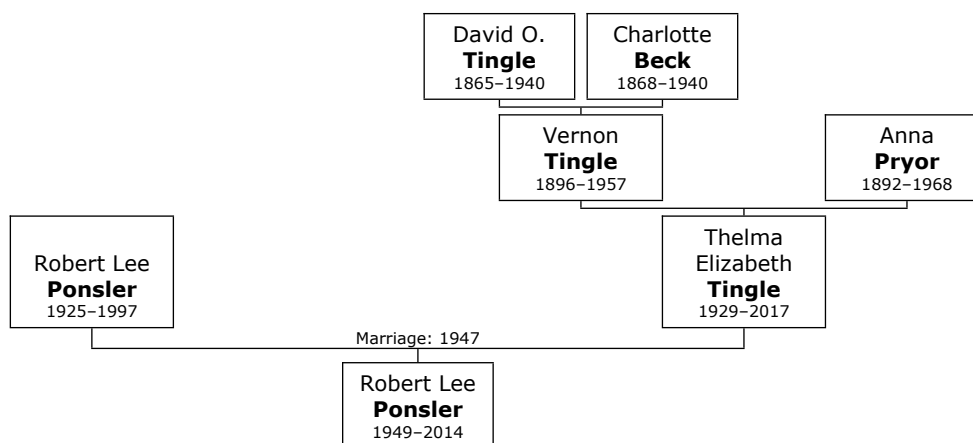 David O.
Tingle
1865–1940
Charlotte
Beck
1868–1940
Vernon
Tingle
1896–1957
Anna
Pryor
1892–1968
Robert Lee
Ponsler
1925–1997
Thelma
Elizabeth
Tingle
1929–2017
Marriage: 1947
Robert Lee
Ponsler
1949–2014